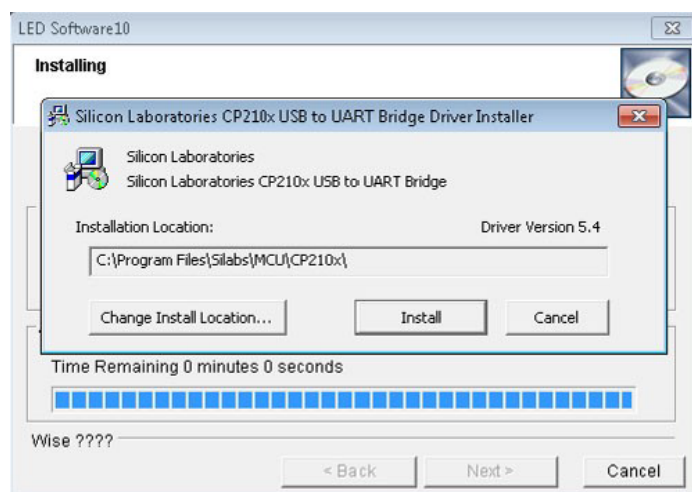 LED Software10
Installing
Silicon Laboratories CP210x USB to UART Bridge Driver Installer
Silicon Laboratories
Silicon Laboratories CP210x USB to UART Bridge
Installation Location:
Driver Version 5.4
C:\Program Files\Silabs\MCU\CP210x\
Change Install Location...
Install
Cancel
Time Remaining 0 minutes 0 seconds
Wise ????
< Back
Next >
Cancel